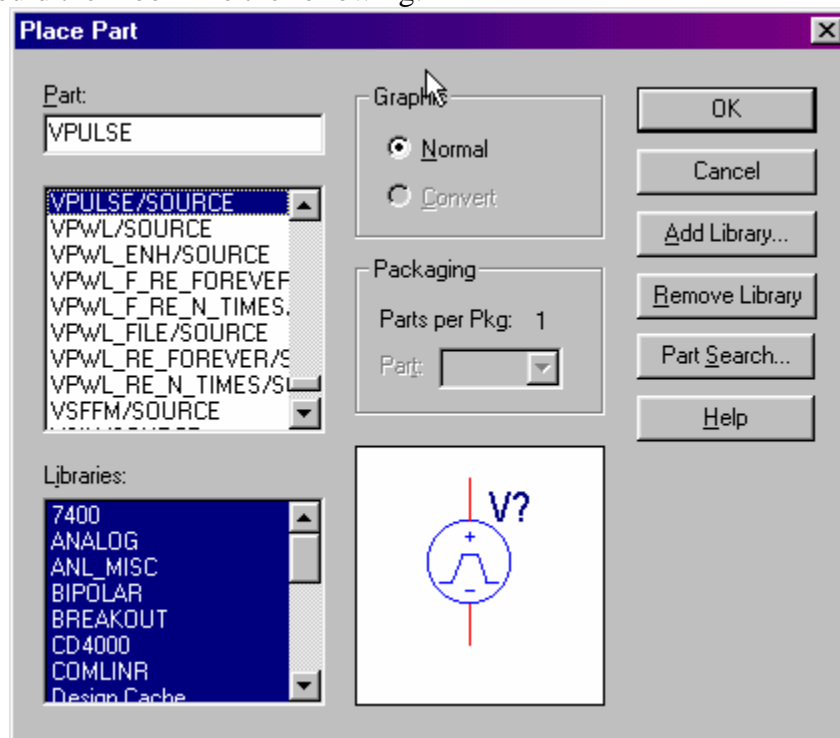 Place Part
Part:
VPULSE
VPULSE/SOURCE
VPWL/SOURCE
VPWL_ENH/SOURCE
VPWL_F_RE_FOREVER
VPWL_F_RE_N_TIMES
VPWL_FILE/SOURCE
VPWL_RE_FOREVER/S
VPWL_RE_N_TIMES/S
VSFFM/SOURCE
Libraries:
7400
ANALOG
ANL_MISC
BIPOLAR
BREAKOUT
CD4000
COMLINR
Design Cache
Graphic
Normal
Convert
Packaging
Parts per Pkg: 1
Part:
V?
+
-
OK
Cancel
Add Library...
Remove Library
Part Search...
Help